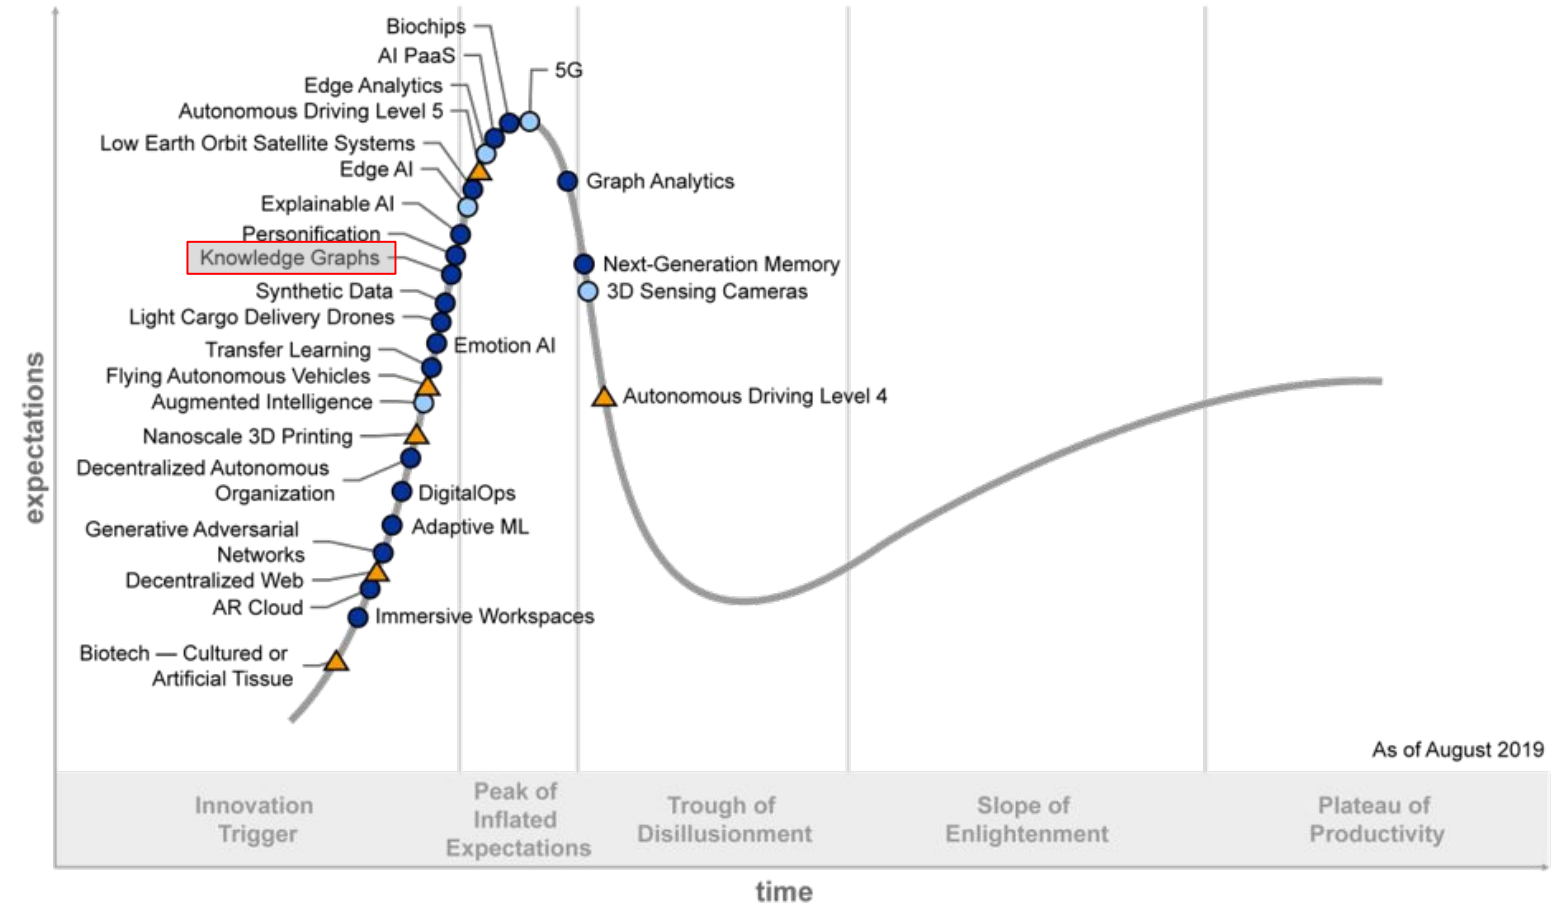 Biochips
AI PaaS
5G
Edge Analytics
Autonomous Driving Level 5
Low Earth Orbit Satellite Systems
Edge AI
Graph Analytics
Explainable AI
Personification
Knowledge Graphs
Next-Generation Memory
Synthetic Data
3D Sensing Cameras
Light Cargo Delivery Drones
Emotion AI
Transfer Learning
Flying Autonomous Vehicles
Autonomous Driving Level 4
Augmented Intelligence
Nanoscale 3D Printing
Decentralized Autonomous
Organization
DigitalOps
Adaptive ML
Generative Adversarial
Networks
Decentralized Web
AR Cloud
Immersive Workspaces
Biotech — Cultured or
Artificial Tissue
expectations
As of August 2019
Innovation
Trigger
Peak of
Inflated
Expectations
Trough of
Disillusionment
Slope of
Enlightenment
Plateau of
Productivity
time